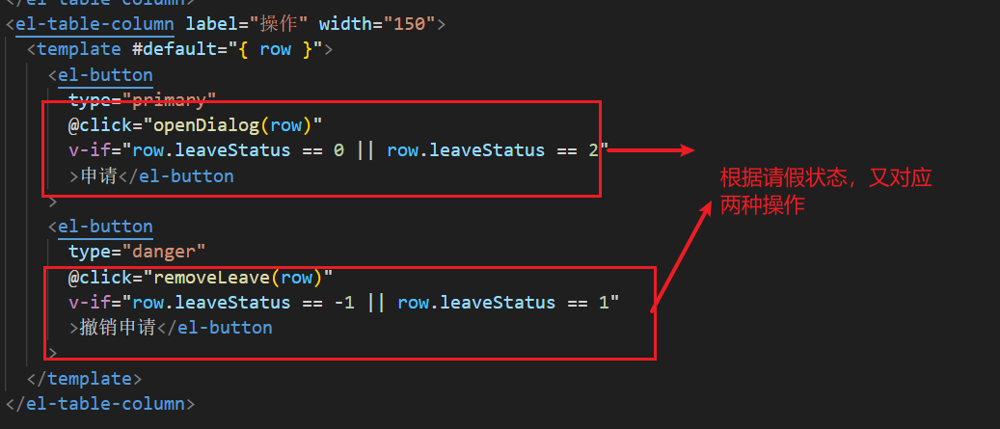 </el-table-column>
<el-table-column label="操作" width="150">
<template #default="{ row }">
<el-button
type="primary"
@click="openDialog(row)"
v-if="row.leaveStatus == 0 || row.leaveStatus == 2"
>申请</el-button
>
<el-button
type="danger"
@click="removeLeave(row)"
v-if="row.leaveStatus == -1 || row.leaveStatus == 1"
>撤销申请</el-button
>
</template>
</el-table-column>
根据请假状态，又对应
两种操作